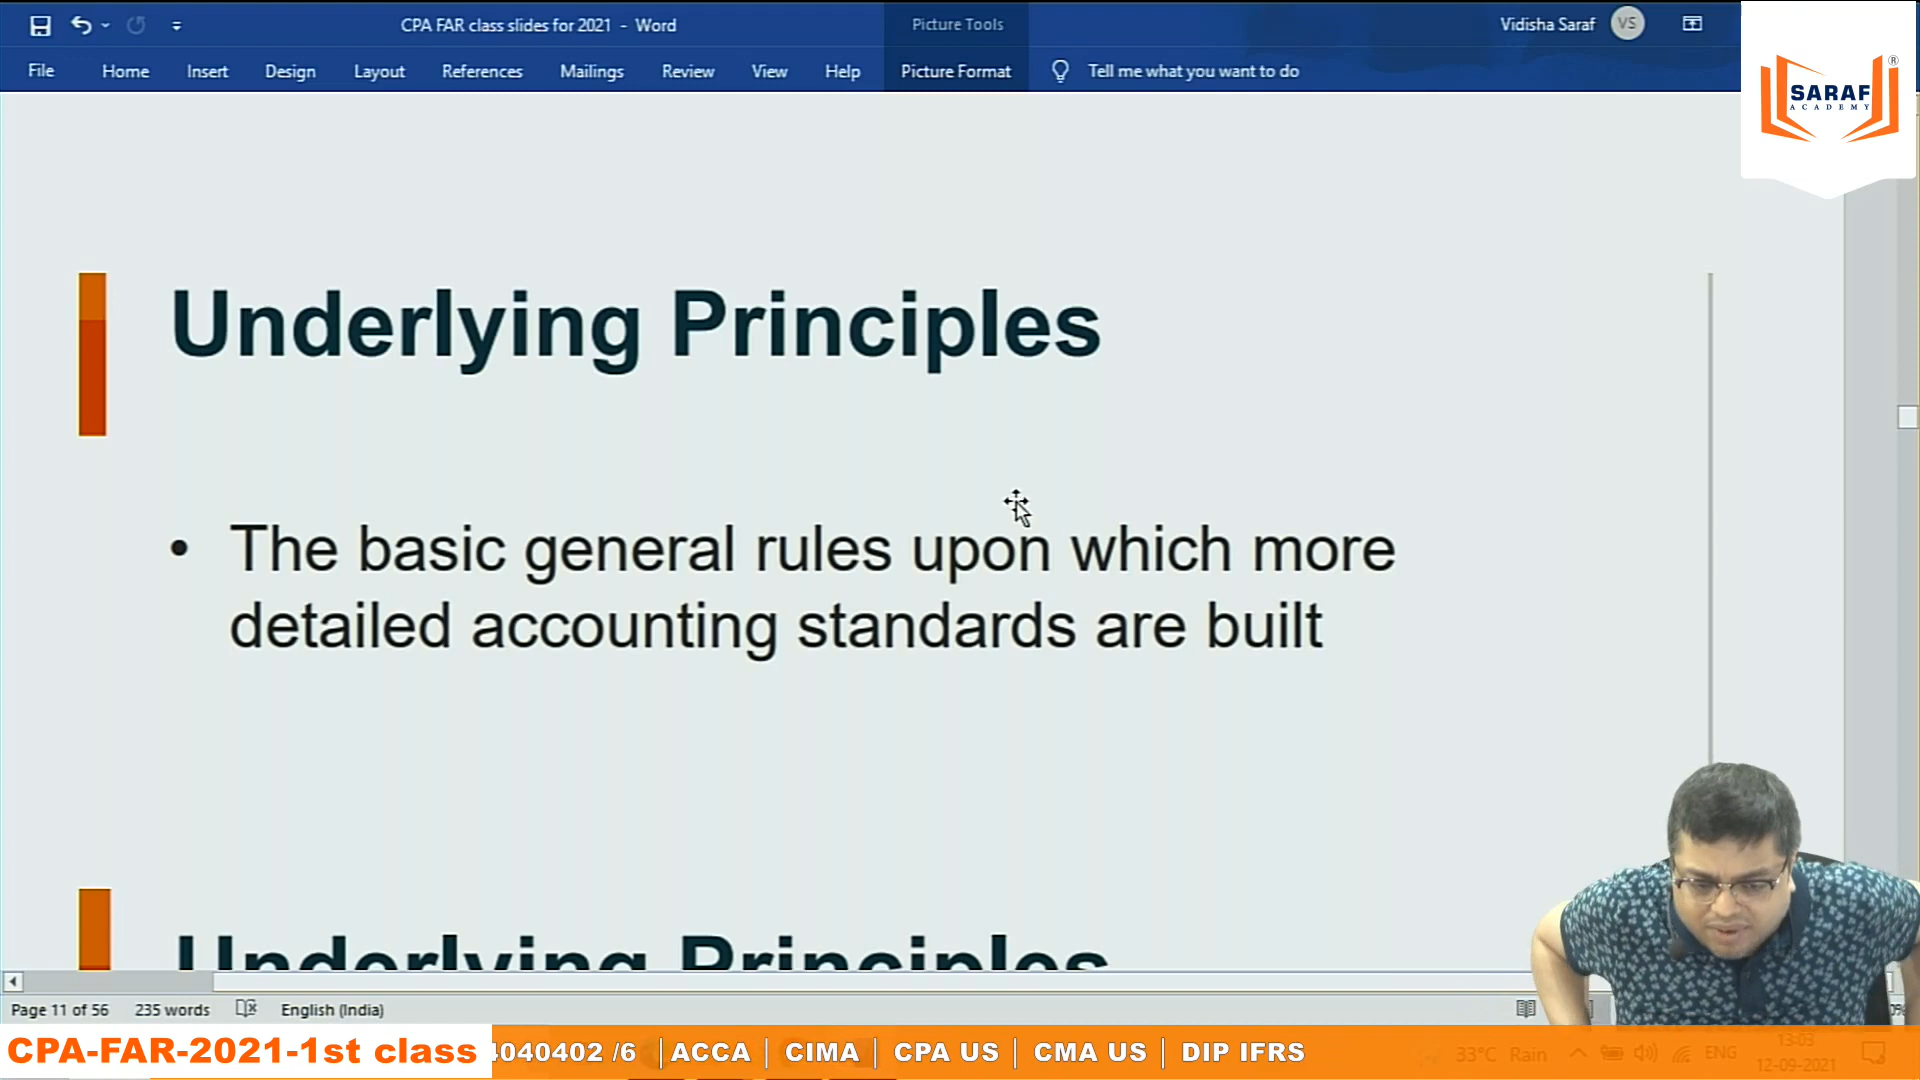 CPA FAR class slides for 2021 - Word
Picture Tools
Vidisha Saraf
VS
File
Home
Insert
Design
Layout
References
Mailings
Review
View
Help
Picture Format
Tell me what you want to do
SARAF
ACADEMY
®
Underlying Principles
• The basic general rules upon which more
detailed accounting standards are built
Underlying Principles
Page 11 of 56
235 words
English (India)
CPA-FAR-2021-1st class
4040402 /6 | ACCA | CIMA | CPA US | CMA US | DIP IFRS
33°C Rain
ENG
13:03
12-09-2021